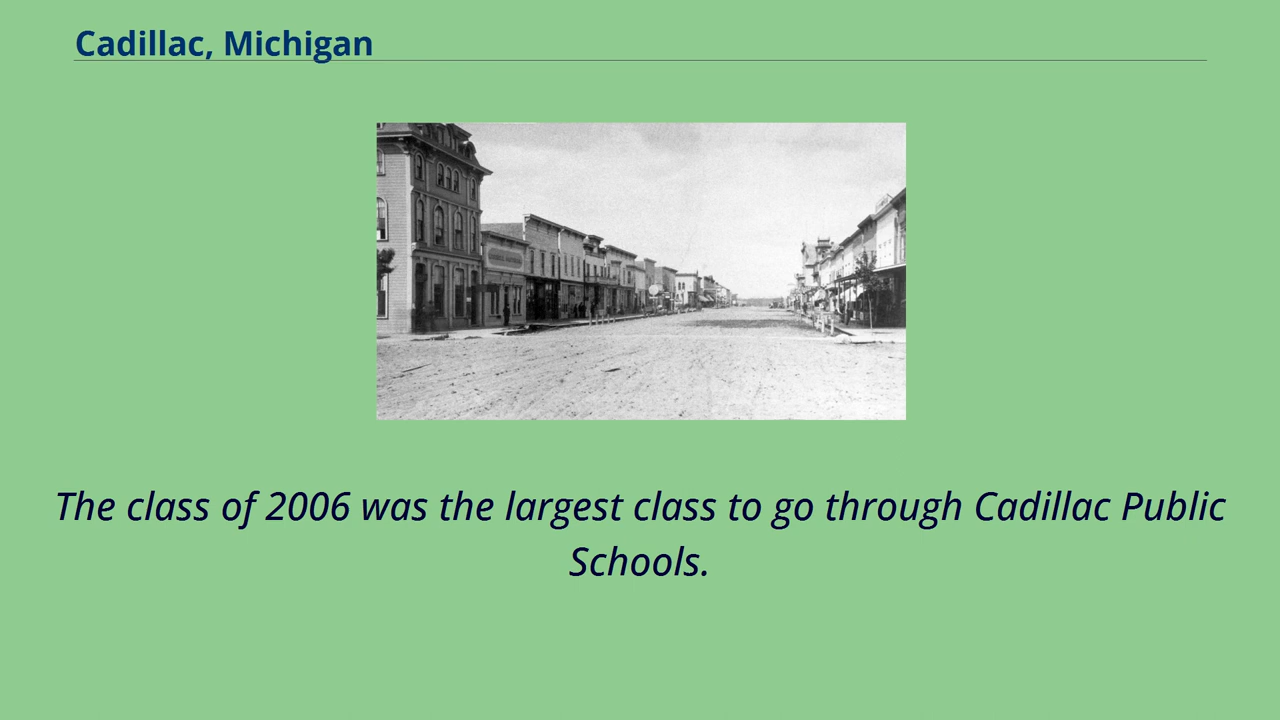 Cadillac, Michigan
The class of 2006 was the largest class to go through Cadillac Public
Schools.